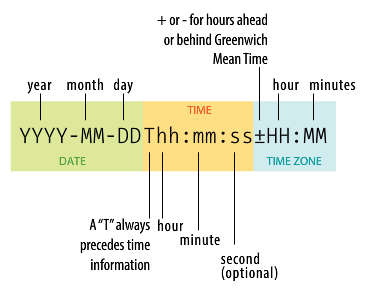 + or - for hours ahead
or behind Greenwich
Mean Time
year month day hour minutes
TIME
YYYY-MM-DDThh:mm:ss±HH:MM
DATE TIME ZONE
A “T” always
precedes time
information
hour
minute
second
(optional)